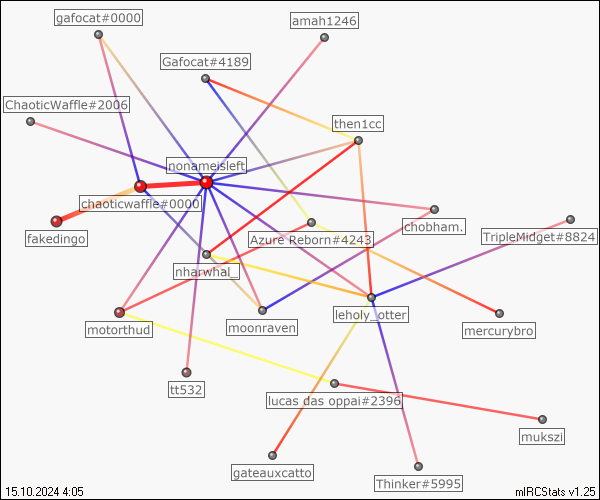 gafocat#0000
amah1246
Gafocat#4189
ChaoticWaffle#2006
then1cc
nonameisleft
chaoticwaffle#0000
chobham.
fakedingo
Azure Reborn#4243
TripleMidget#8824
nharwhal_
leholy_otter
motorthud
moonraven
mercurybro
tt532
lucas das oppai#2396
mukszi
gateauxcatto
Thinker#5995
15.10.2024 4:05
mIRCStats v1.25